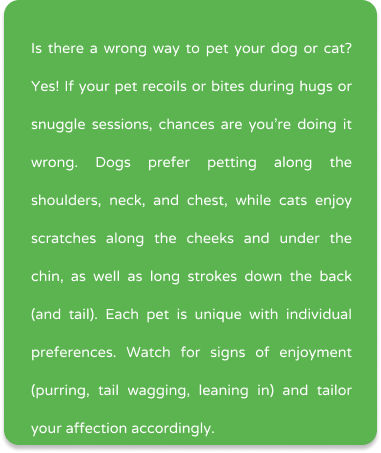 Is there a wrong way to pet your dog or cat?
Yes! If your pet recoils or bites during hugs or
snuggle sessions, chances are you’re doing it
wrong. Dogs prefer petting along the
shoulders, neck, and chest, while cats enjoy
scratches along the cheeks and under the
chin, as well as long strokes down the back
(and tail). Each pet is unique with individual
preferences. Watch for signs of enjoyment
(purring, tail wagging, leaning in) and tailor
your affection accordingly.